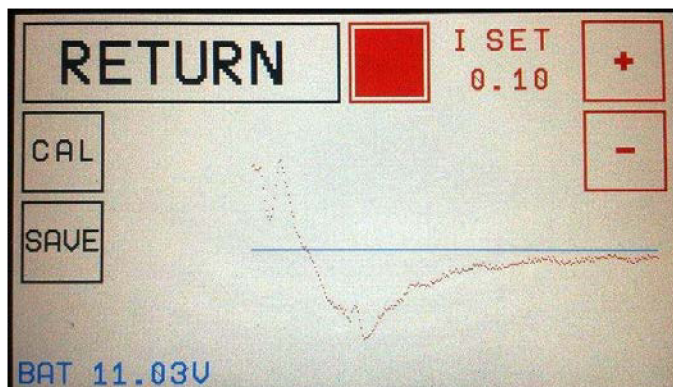 RETURN
I SET
0.10
+
CAL
-
SAVE
BAT 11.03V